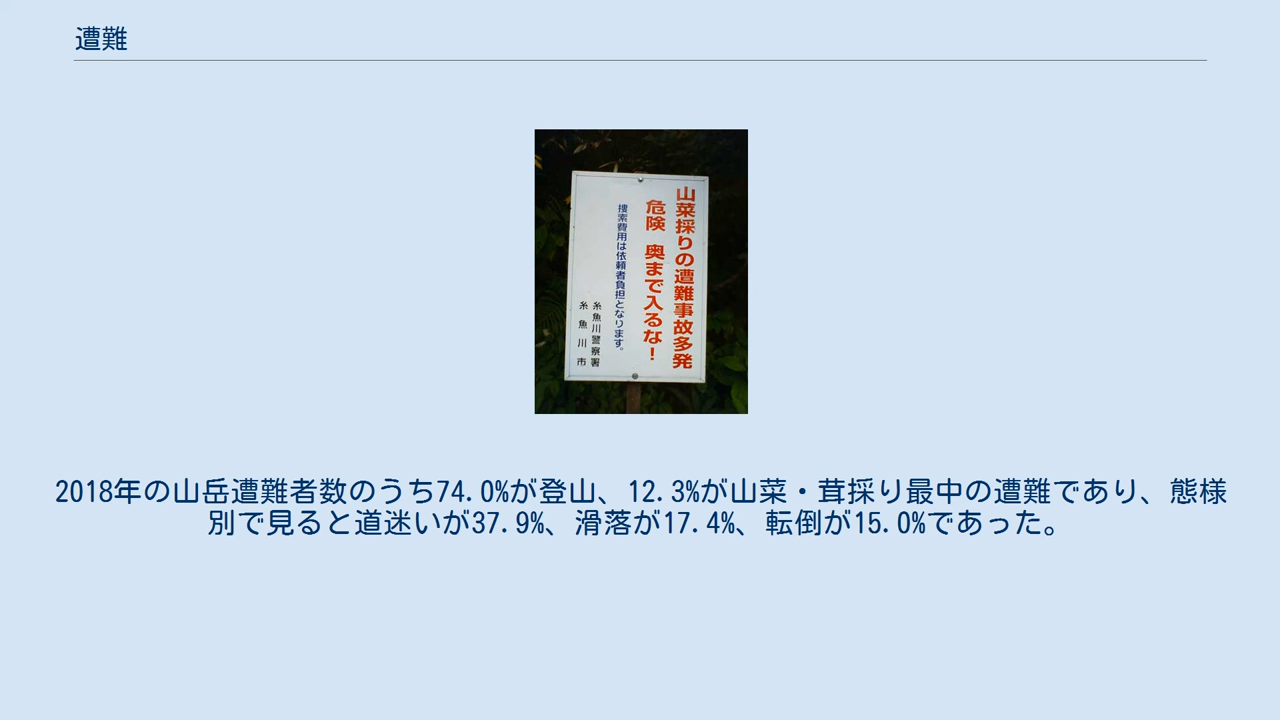 遭難
山菜採りの遭難事故多発
危険 奥まで入るな！
捜索費用は依頼者負担となります。
糸魚川警察署
糸魚川市
2018年の山岳遭難者数のうち74.0%が登山、12.3%が山菜・茸採り最中の遭難であり、態様
別で見ると道迷いが37.9%、滑落が17.4%、転倒が15.0%であった。